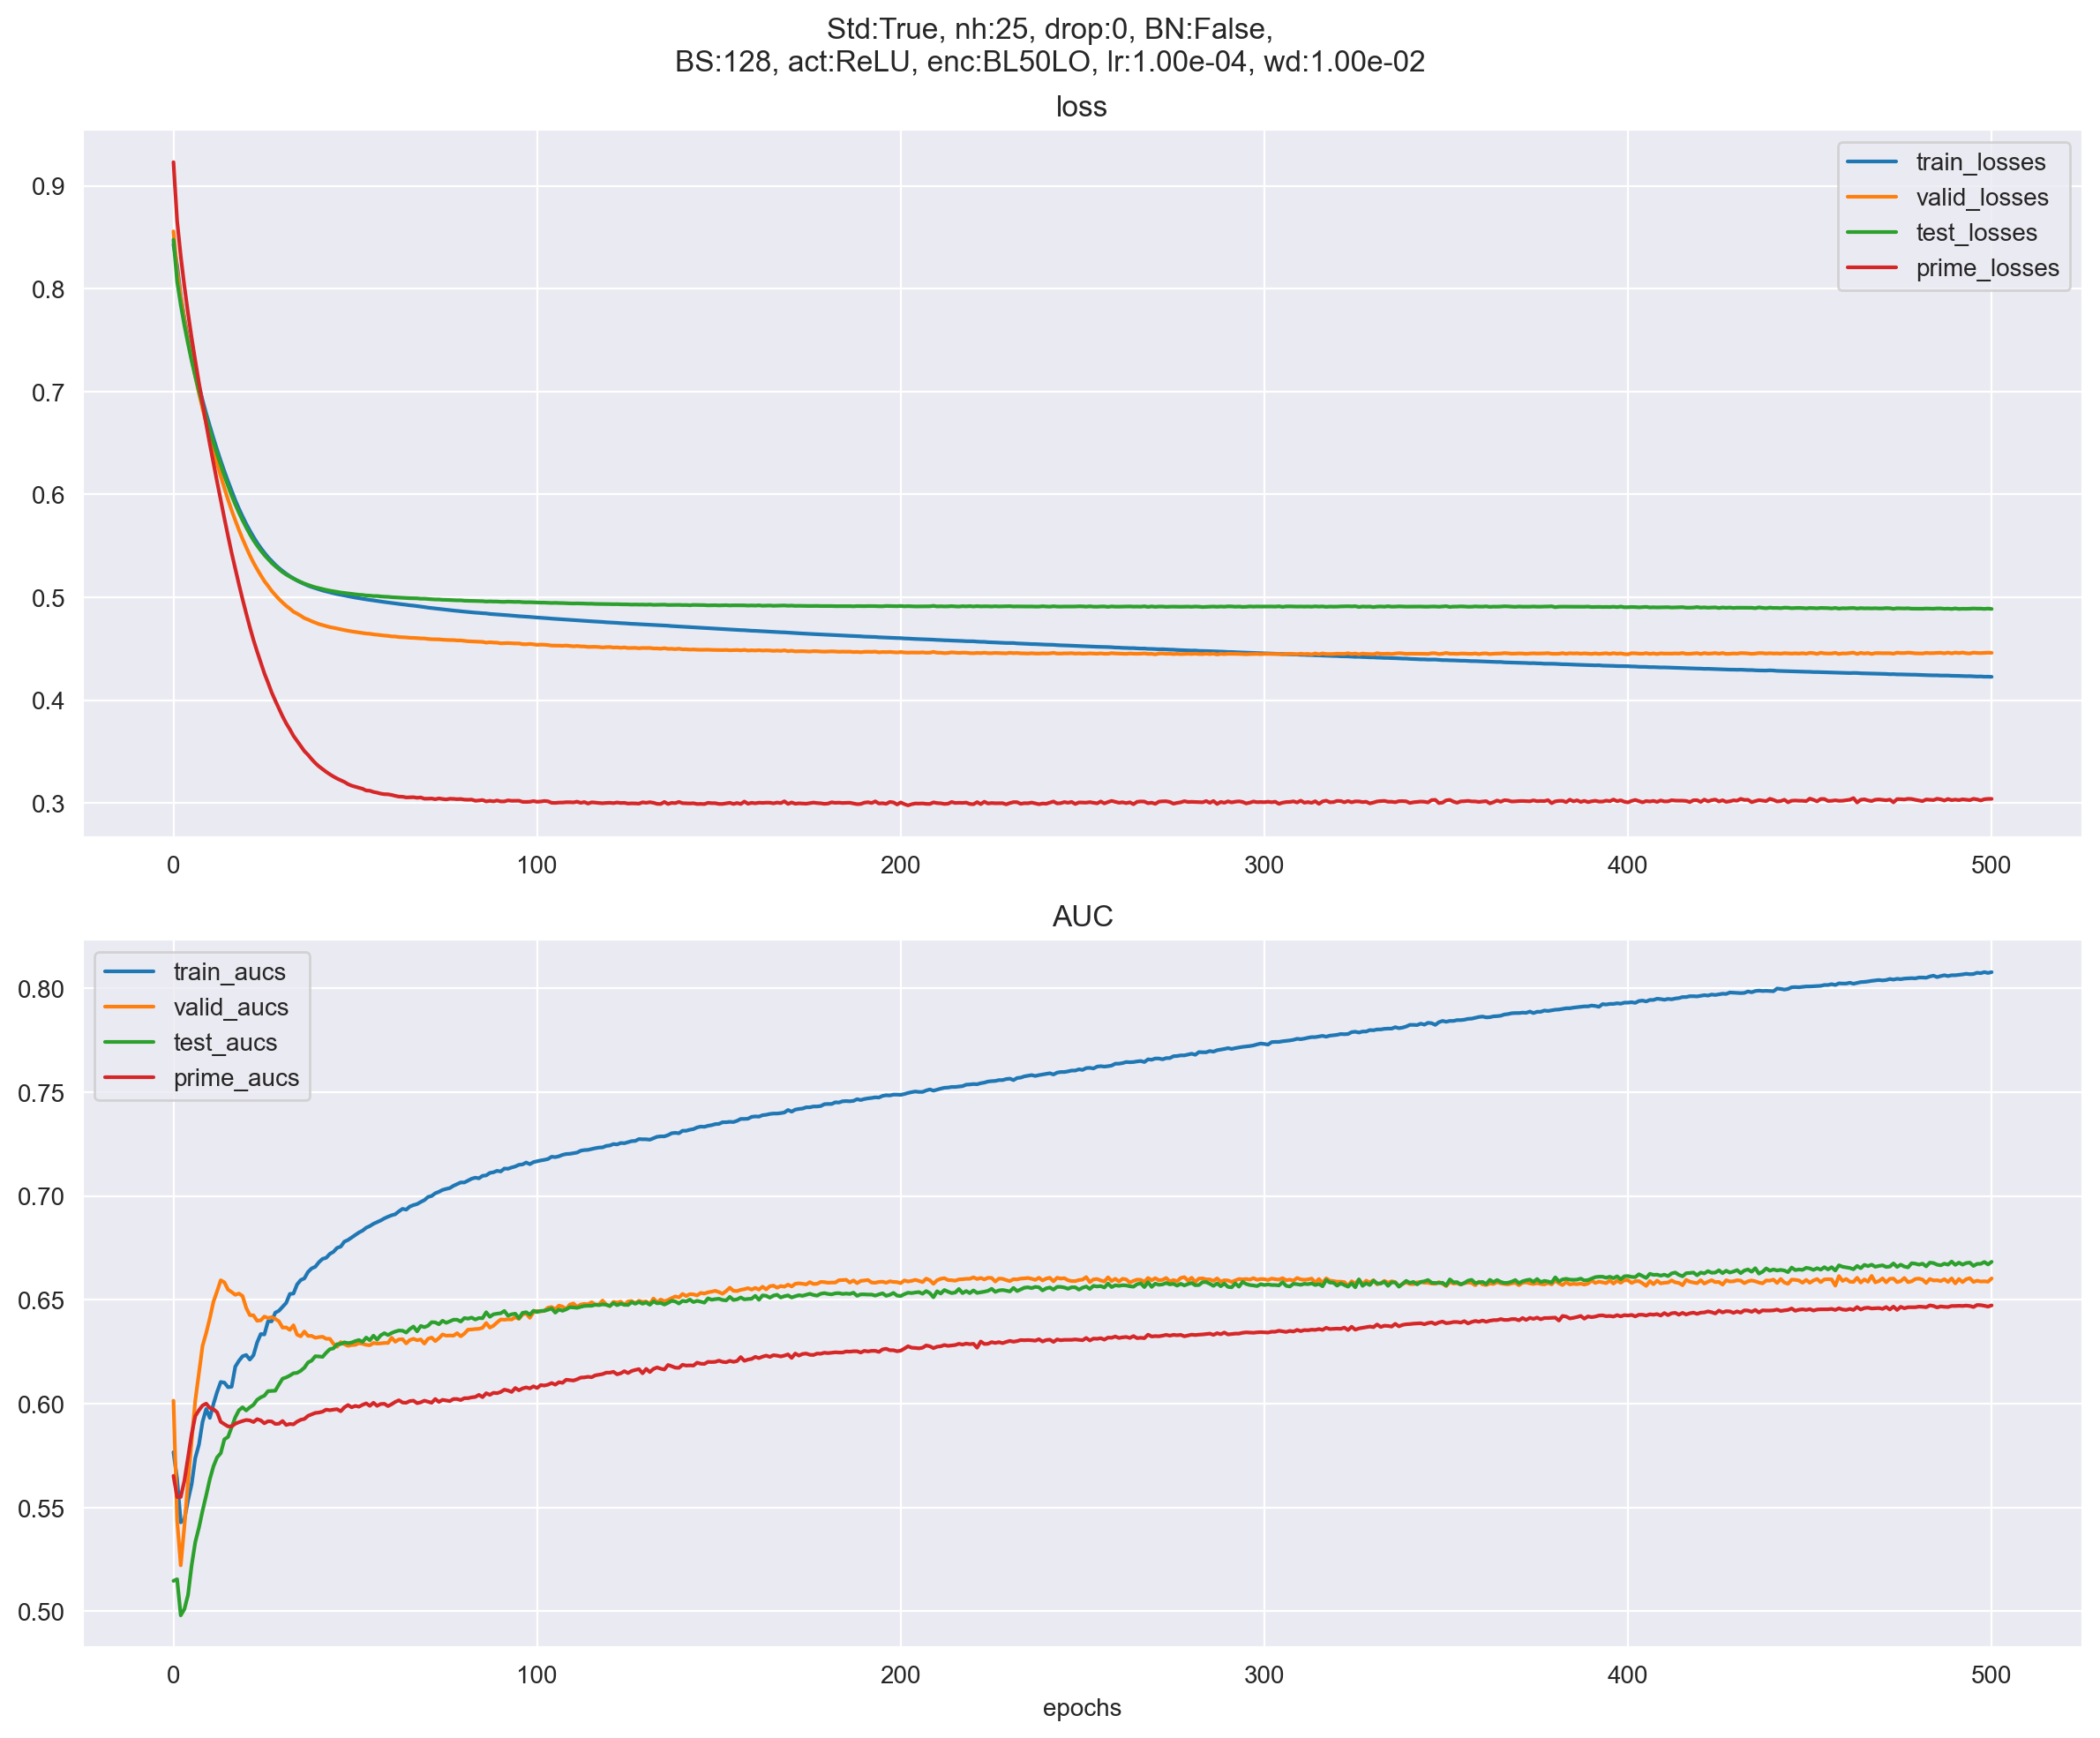 Std:True, nh:25, drop:0, BN:False,
BS:128, act:ReLU, enc:BL50LO, lr:1.00e-04, wd:1.00e-02
loss
train_losses
valid_losses
test_losses
prime_losses
0.9
0.8
0.7
0.6
0.5
0.4
0.3
0 100 200 300 400 500
AUC
train_aucs
valid_aucs
test_aucs
prime_aucs
0.80
0.75
0.70
0.65
0.60
0.55
0.50
0 100 200 300 400 500
epochs